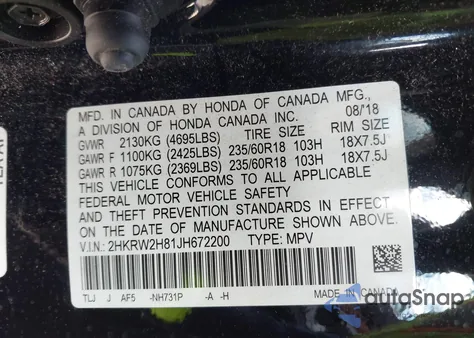 MFD. IN CANADA BY HONDA OF CANADA MFG.,
A DIVISION OF HONDA CANADA INC. 08/18
GVWR 2130KG (4695LBS) TIRE SIZE RIM SIZE
GAWR F 1100KG (2425LBS) 235/60R18 103H 18X7.5J
GAWR R 1075KG (2369LBS) 235/60R18 103H 18X7.5J
THIS VEHICLE CONFORMS TO ALL APPLICABLE
FEDERAL MOTOR VEHICLE SAFETY
AND THEFT PREVENTION STANDARDS IN EFFECT
ON THE DATE OF MANUFACTURE SHOWN ABOVE.
V.I.N.: 2HKRW2H81JH672200 TYPE: MPV
TLJ J AF5 -NH731P -A -H
MADE IN CANADA
autoSnap